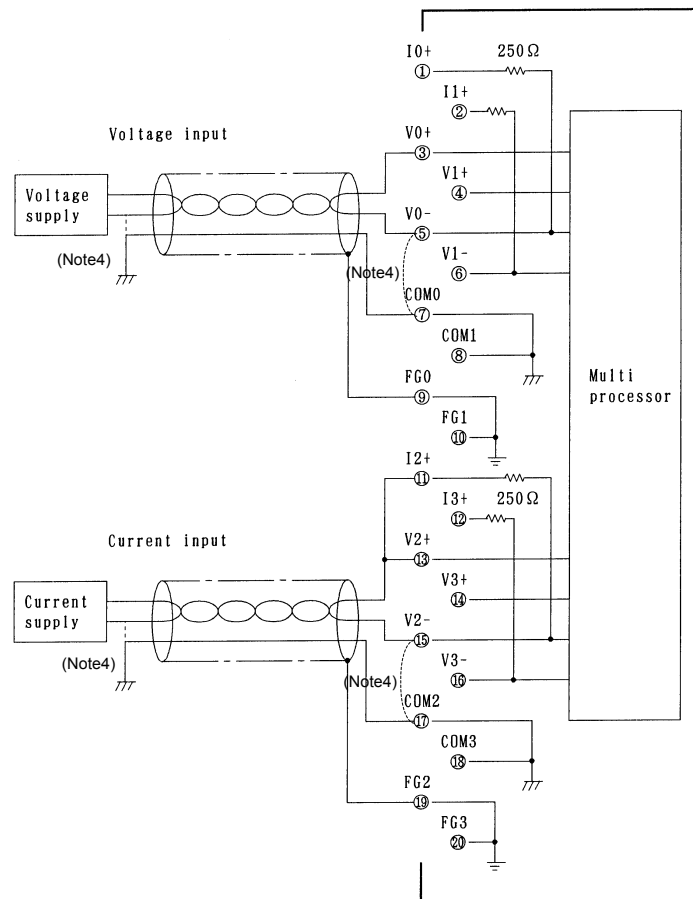 I0+ 250Ω
①
I1+
②
Voltage input
V0+
③
V1+
④
Voltage
supply
V0-
⑤
(Note4)
(Note4)
V1-
⑥
COM0
⑦
COM1
⑧
Multi
processor
FG0
⑨
FG1
⑩
I2+
⑪
I3+ 250Ω
⑫
Current input
V2+
⑬
V3+
⑭
Current
supply
V2-
⑮
(Note4)
(Note4)
V3-
⑯
COM2
⑰
COM3
⑱
FG2
⑲
FG3
⑳